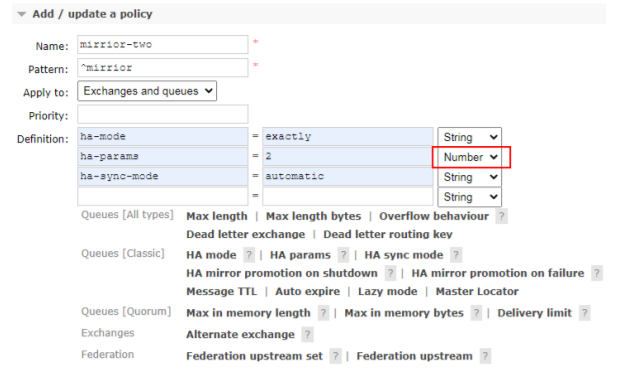 Add / update a policy
Name: mirrior-two *
Pattern: ^mirrior *
Apply to: Exchanges and queues
Priority:
Definition: ha-mode = exactly String
ha-params = 2 Number
ha-sync-mode = automatic String
= String
Queues [All types] Max length | Max length bytes | Overflow behaviour ?
Dead letter exchange | Dead letter routing key
Queues [Classic] HA mode ? | HA params ? | HA sync mode ?
HA mirror promotion on shutdown ? | HA mirror promotion on failure ?
Message TTL | Auto expire | Lazy mode | Master Locator
Queues [Quorum] Max in memory length ? | Max in memory bytes ? | Delivery limit ?
Exchanges Alternate exchange ?
Federation Federation upstream set ? | Federation upstream ?